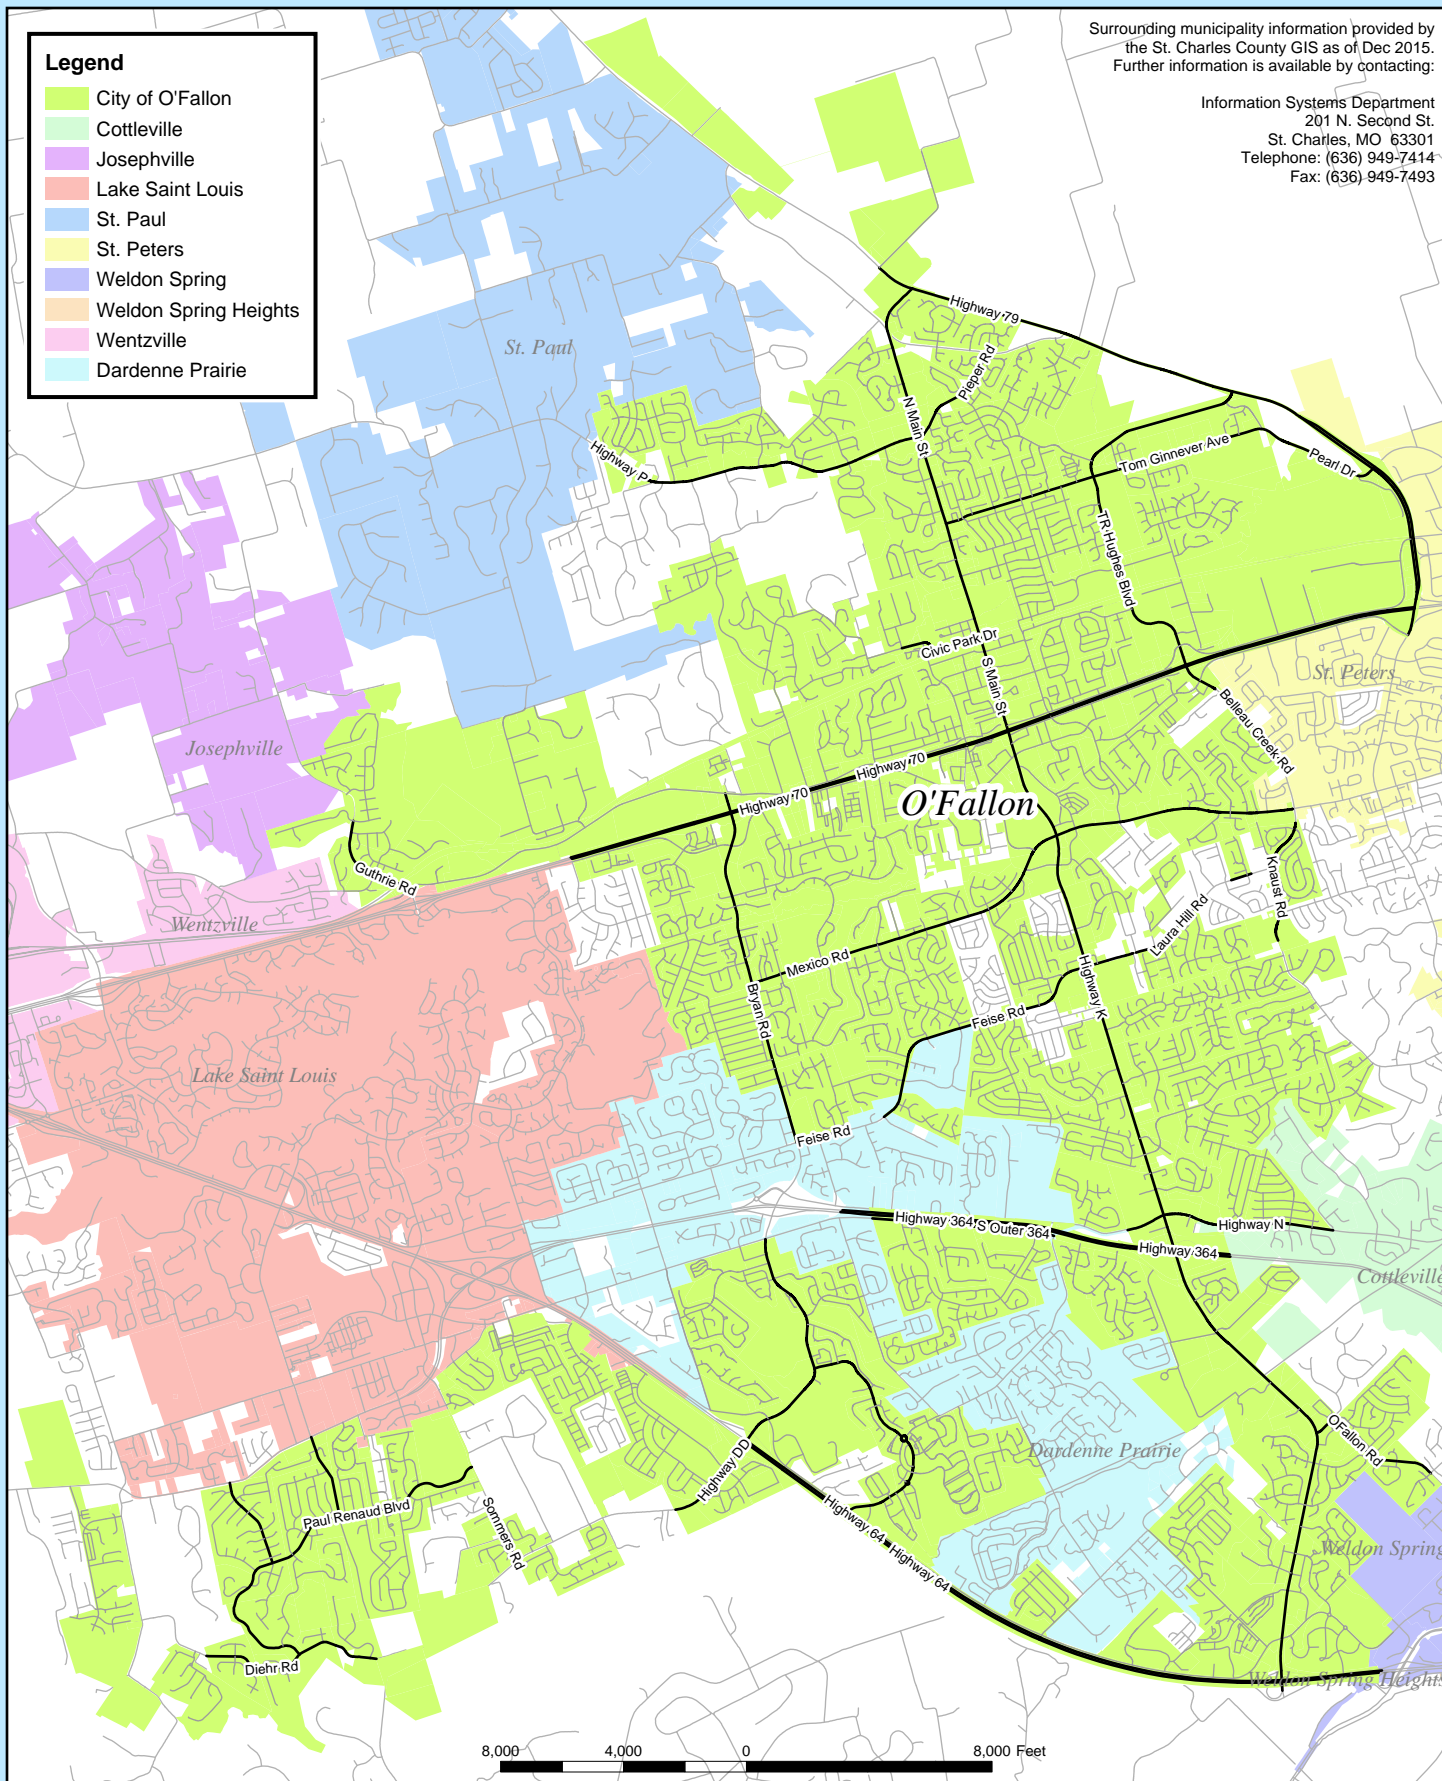 Surrounding municipality information provided by
the St. Charles County GIS as of Dec 2015.
Further information is available by contacting:
Information Systems Department
201 N. Second St.
St. Charles, MO  63301
Telephone: (636) 949-7414
Fax: (636) 949-7493
Legend
City of O'Fallon
Cottleville
Josephville
Lake Saint Louis
St. Paul
St. Peters
Weldon Spring
Weldon Spring Heights
Wentzville
Dardenne Prairie
Highway 79
St. Paul
Pieper Rd
N Main St
Highway P
Tom Ginnever Ave
Pearl Dr
TR Hughes Blvd
Civic Park Dr
S Main St
St. Peters
Belleau Creek Rd
Josephville
Highway 70
Highway 70
O'Fallon
Guthrie Rd
Knaust Rd
Wentzville
Laura Hill Rd
Mexico Rd
Highway K
Bryan Rd
Feise Rd
Lake Saint Louis
Feise Rd
Highway 364
S Outer 364
Highway N
Highway 364
Cottleville
OFallon Rd
Dardenne Prairie
Highway DD
Paul Renaud Blvd
Sommers Rd
Highway 64
Highway 64
Weldon Spring
Diehr Rd
Weldon Spring Heights
8,000
4,000
0
8,000 Feet